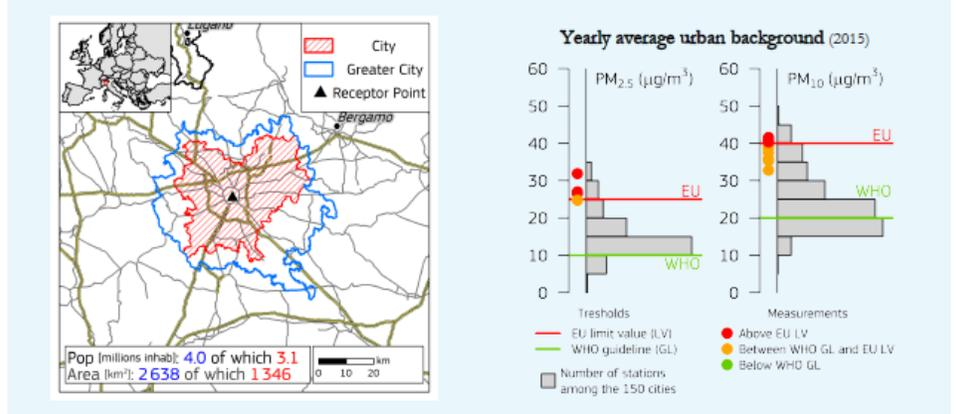 Lugano
City
Greater City
Receptor Point
Bergamo
Pop [millions inhab]: 4.0 of which 3.1
Area [km²]: 2638 of which 1346
km
0 10 20
Yearly average urban background (2015)
PM2.5 (µg/m³)
60
50
40
30
20
10
0
EU
WHO
PM10 (µg/m³)
60
50
40
30
20
10
0
EU
WHO
Tresholds
EU limit value (LV)
WHO guideline (GL)
Number of stations
among the 150 cities
Measurements
Above EU LV
Between WHO GL and EU LV
Below WHO GL